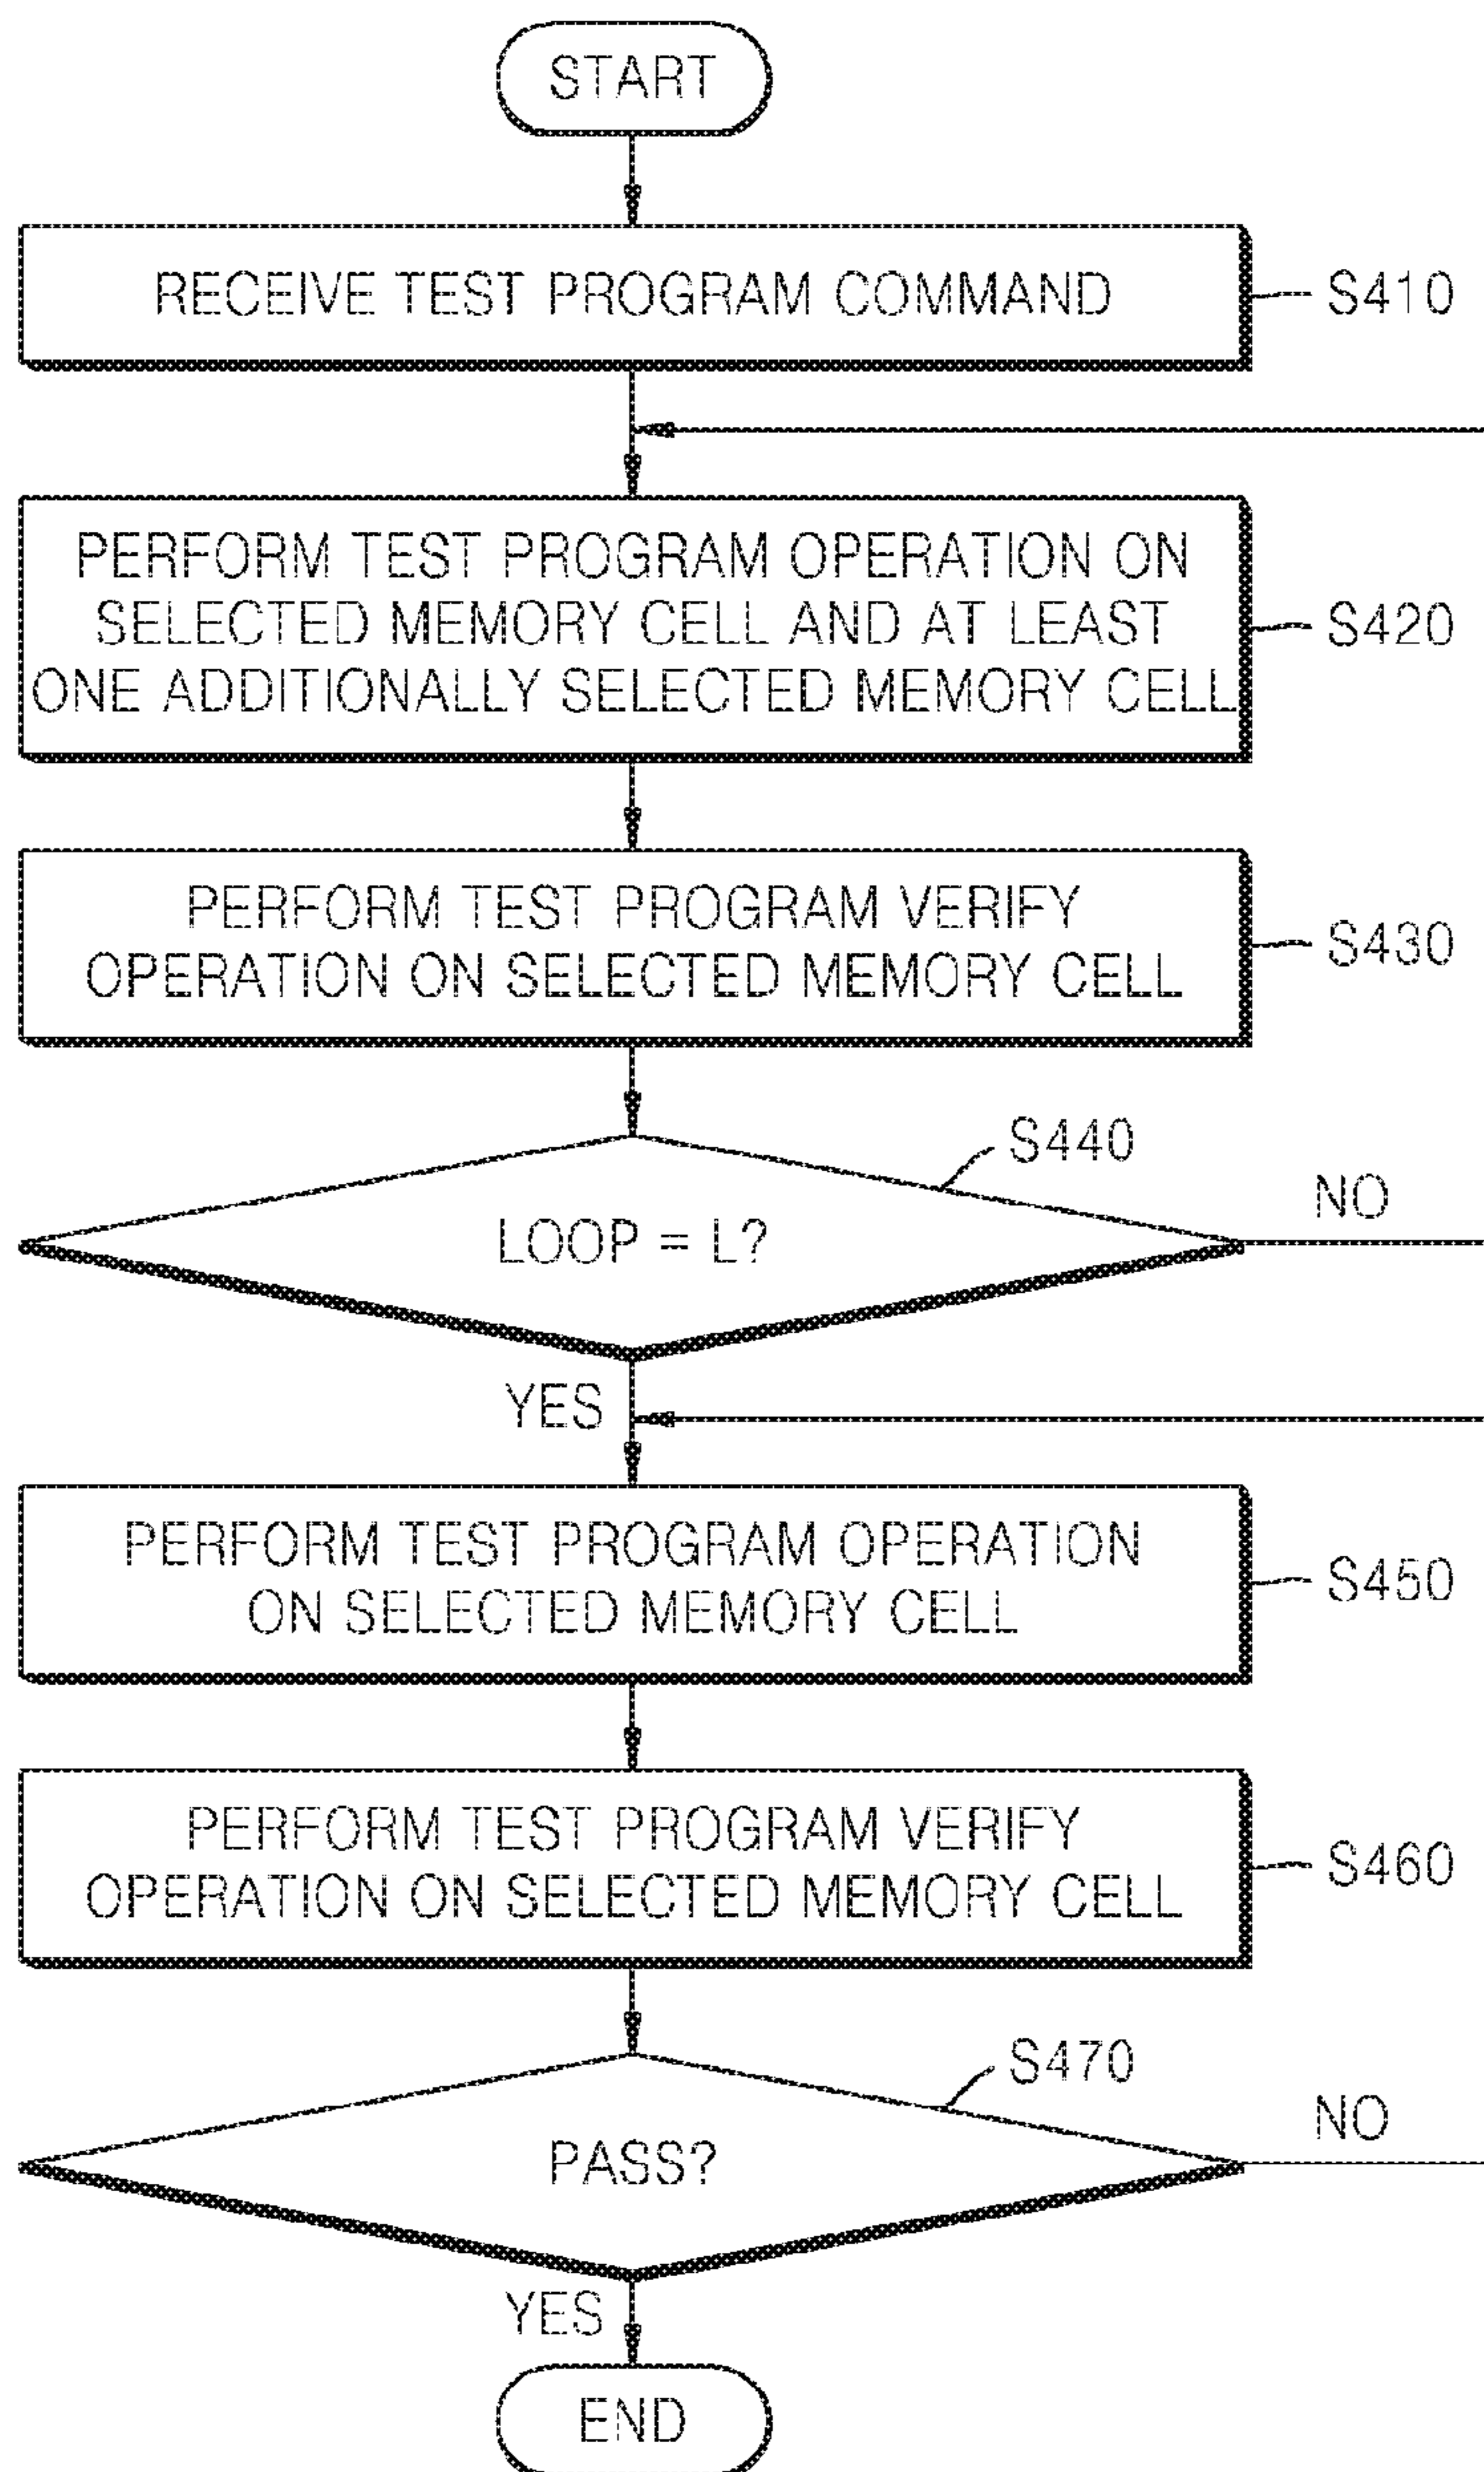 START
RECEIVE TEST PROGRAM COMMAND
S410
PERFORM TEST PROGRAM OPERATION ON
SELECTED MEMORY CELL AND AT LEAST
ONE ADDITIONALLY SELECTED MEMORY CELL
S420
PERFORM TEST PROGRAM VERIFY
OPERATION ON SELECTED MEMORY CELL
S430
S440
LOOP = L?
NO
YES
PERFORM TEST PROGRAM OPERATION
ON SELECTED MEMORY CELL
S450
PERFORM TEST PROGRAM VERIFY
OPERATION ON SELECTED MEMORY CELL
S460
S470
PASS?
NO
YES
END